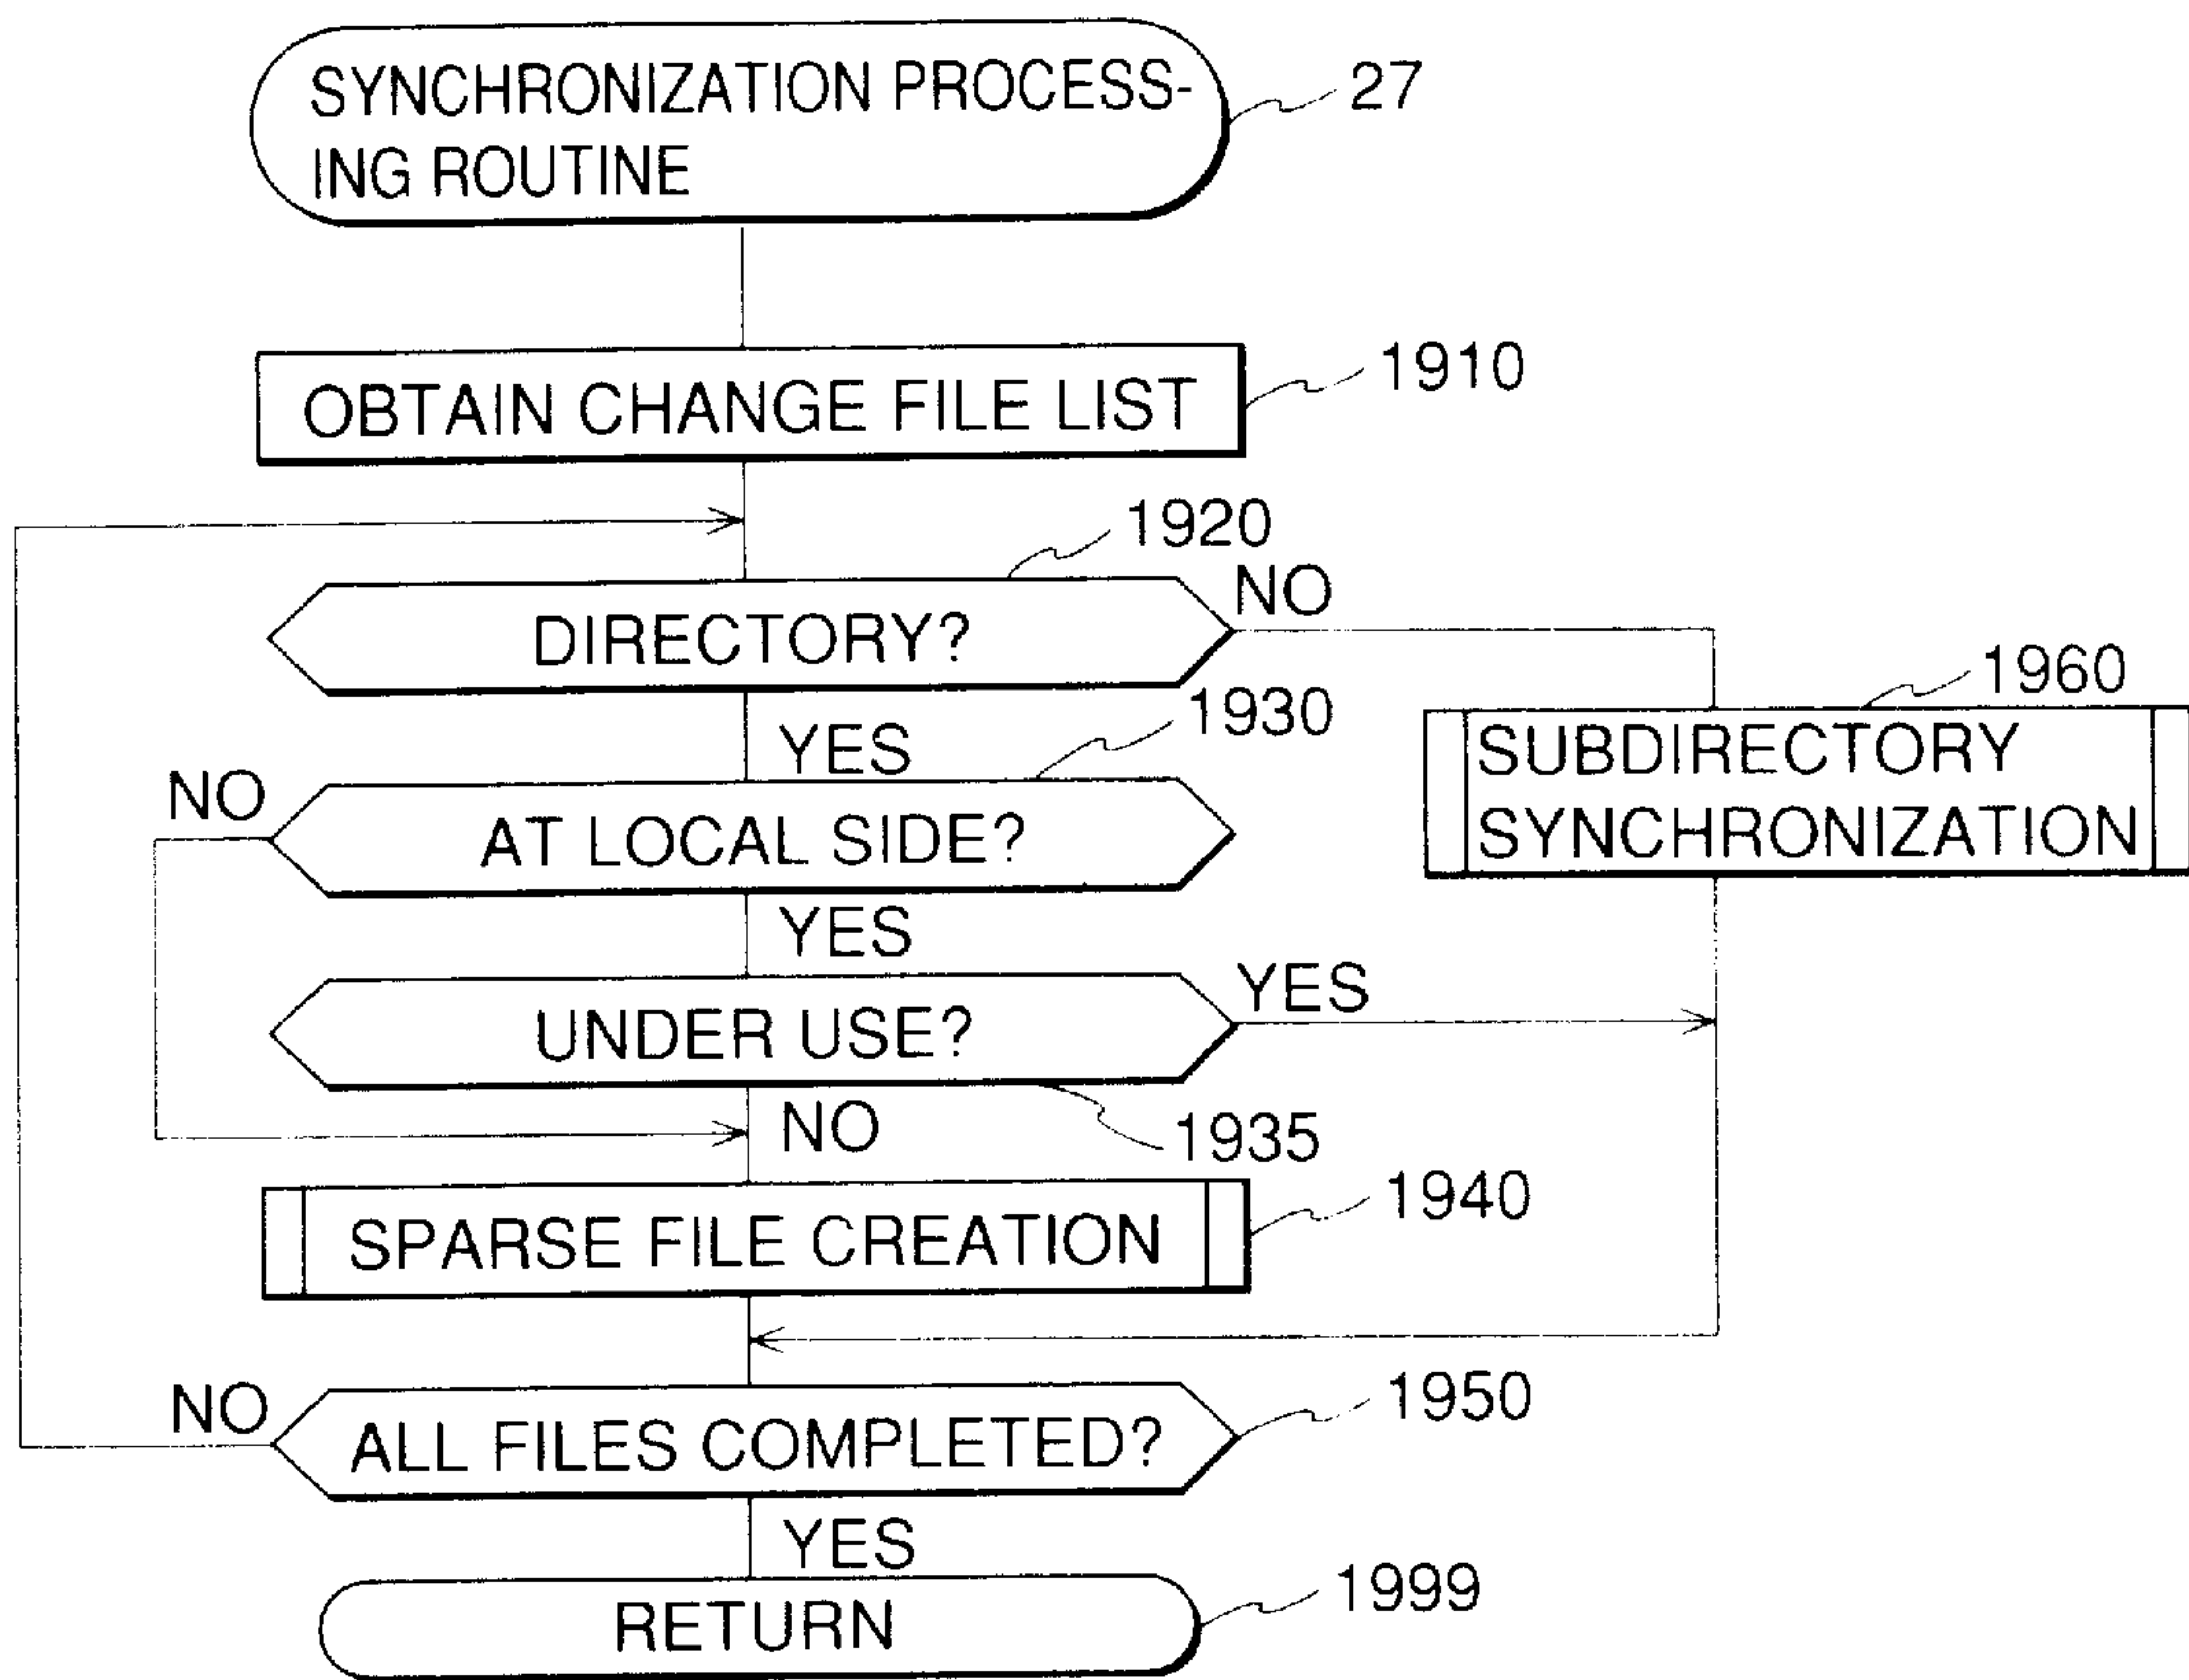 SYNCHRONIZATION PROCESS-
ING ROUTINE
27
OBTAIN CHANGE FILE LIST
1910
1920
DIRECTORY?
NO
YES
1930
1960
SUBDIRECTORY
SYNCHRONIZATION
NO
AT LOCAL SIDE?
YES
UNDER USE?
YES
NO
1935
SPARSE FILE CREATION
1940
NO
ALL FILES COMPLETED?
1950
YES
RETURN
1999